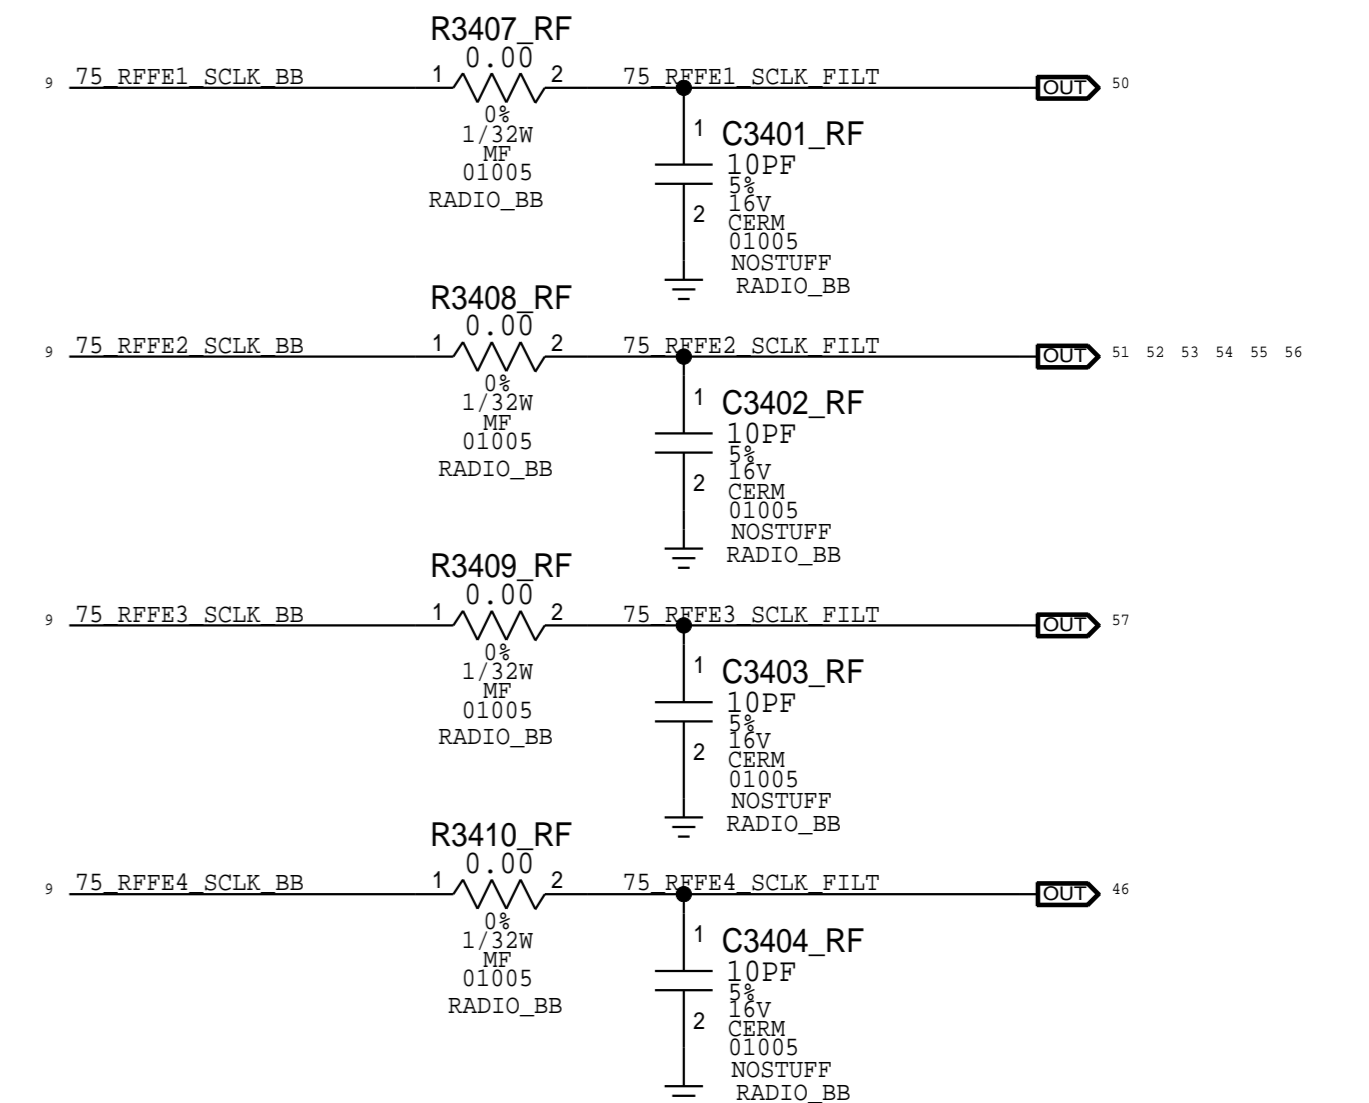 R3407_RF
0.00
9 75_RFFE1_SCLK_BB 1 2 75_RFFE1_SCLK_FILT OUT 50
0%
1/32W
MF
01005
RADIO_BB
1 C3401_RF
10PF
5%
16V
2 CERM
01005
NOSTUFF
RADIO_BB
R3408_RF
0.00
9 75_RFFE2_SCLK_BB 1 2 75_RFFE2_SCLK_FILT OUT 51 52 53 54 55 56
0%
1/32W
MF
01005
RADIO_BB
1 C3402_RF
10PF
5%
16V
2 CERM
01005
NOSTUFF
RADIO_BB
R3409_RF
0.00
9 75_RFFE3_SCLK_BB 1 2 75_RFFE3_SCLK_FILT OUT 57
0%
1/32W
MF
01005
RADIO_BB
1 C3403_RF
10PF
5%
16V
2 CERM
01005
NOSTUFF
RADIO_BB
R3410_RF
0.00
9 75_RFFE4_SCLK_BB 1 2 75_RFFE4_SCLK_FILT OUT 46
0%
1/32W
MF
01005
RADIO_BB
1 C3404_RF
10PF
5%
16V
2 CERM
01005
NOSTUFF
RADIO_BB